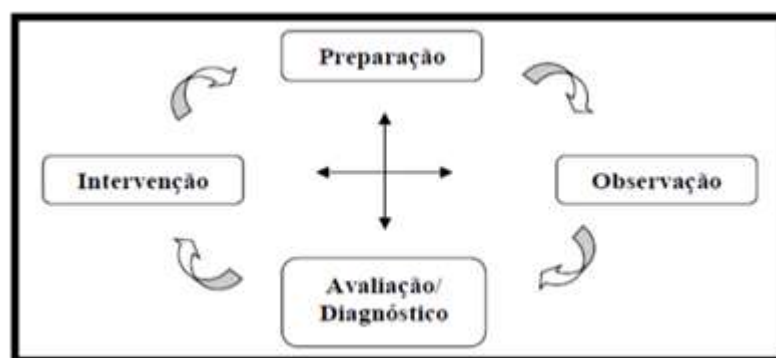 Preparação
Intervenção
Observação
Avaliação/
Diagnóstico